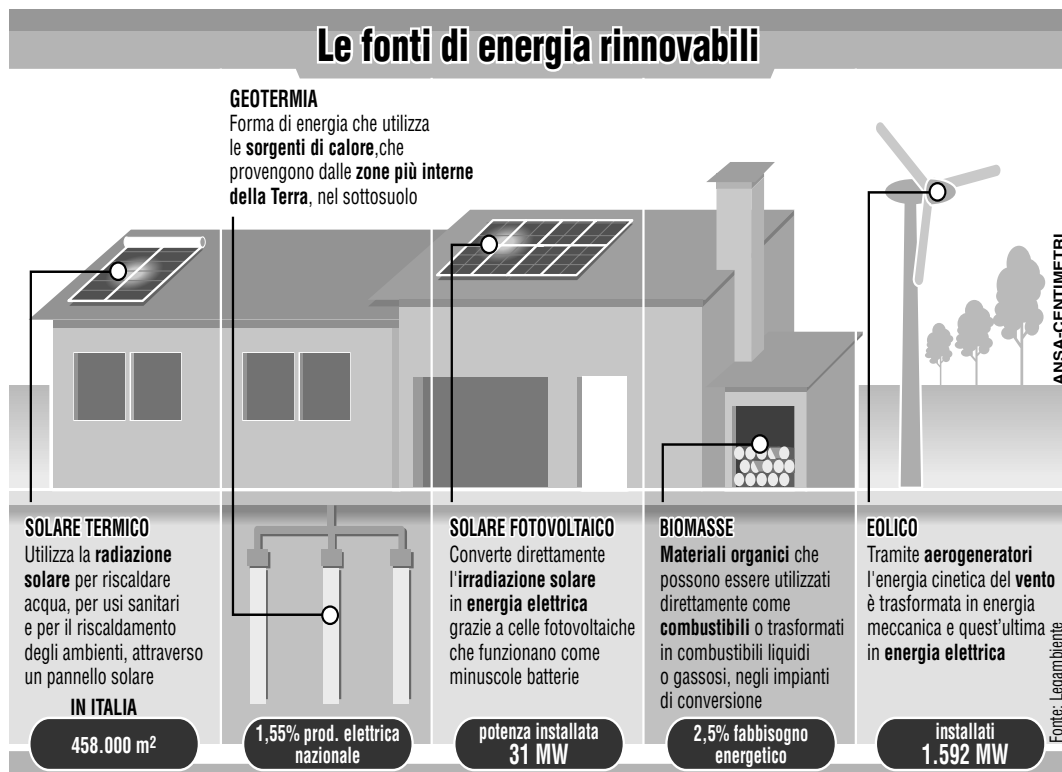 Le fonti di energia rinnovabili
GEOTERMIA
Forma di energia che utilizza
le sorgenti di calore,che
provengono dalle zone più interne
della Terra, nel sottosuolo
ANSA-CENTIMETRI
SOLARE TERMICO
Utilizza la radiazione
solare per riscaldare
acqua, per usi sanitari
e per il riscaldamento
degli ambienti, attraverso
un pannello solare
IN ITALIA
458.000 m²
1,55% prod. elettrica
nazionale
SOLARE FOTOVOLTAICO
Converte direttamente
l'irradiazione solare
in energia elettrica
grazie a celle fotovoltaiche
che funzionano come
minuscole batterie
potenza installata
31 MW
BIOMASSE
Materiali organici che
possono essere utilizzati
direttamente come
combustibili o trasformati
in combustibili liquidi
o gassosi, negli impianti
di conversione
2,5% fabbisogno
energetico
EOLICO
Tramite aerogeneratori
l'energia cinetica del vento
è trasformata in energia
meccanica e quest'ultima
in energia elettrica
installati
1.592 MW
Fonte: Legambiente